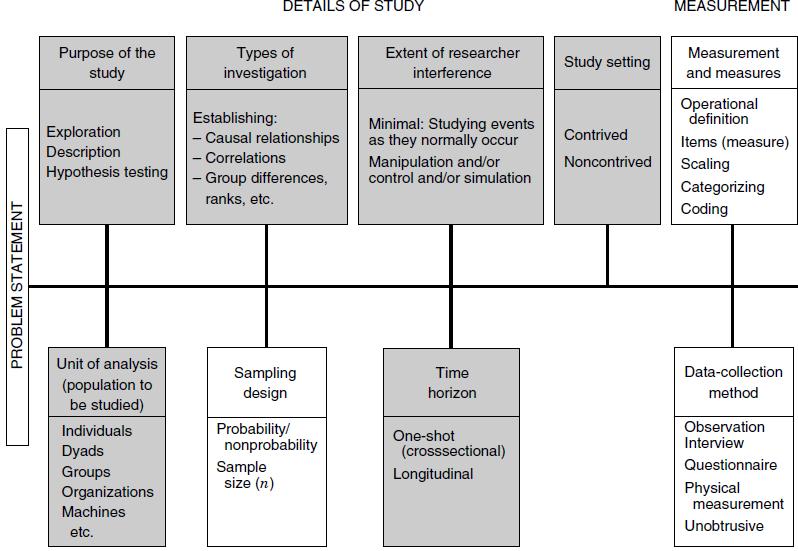 DETAILS OF STUDY
MEASUREMENT
PROBLEM STATEMENT
Purpose of the
study
Exploration
Description
Hypothesis testing
Types of
investigation
Establishing:
– Causal relationships
– Correlations
– Group differences,
ranks, etc.
Extent of researcher
interference
Minimal: Studying events
as they normally occur
Manipulation and/or
control and/or simulation
Study setting
Contrived
Noncontrived
Measurement
and measures
Operational
definition
Items (measure)
Scaling
Categorizing
Coding
Unit of analysis
(population to
be studied)
Individuals
Dyads
Groups
Organizations
Machines
etc.
Sampling
design
Probability/
nonprobability
Sample
size (n)
Time
horizon
One-shot
(crosssectional)
Longitudinal
Data-collection
method
Observation
Interview
Questionnaire
Physical
measurement
Unobtrusive